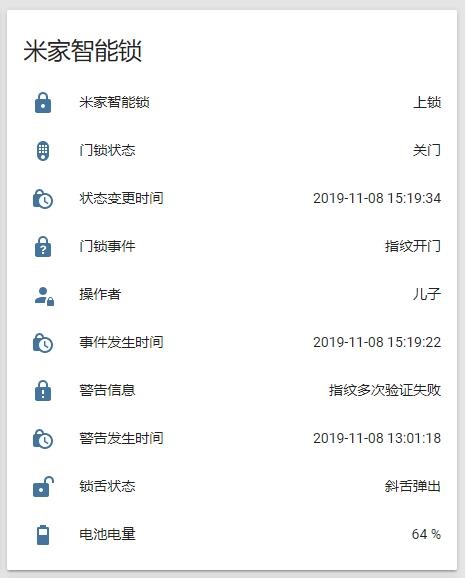 米家智能锁
米家智能锁 上锁
门锁状态 关门
状态变更时间 2019-11-08 15:19:34
门锁事件 指纹开门
操作者 儿子
事件发生时间 2019-11-08 15:19:22
警告信息 指纹多次验证失败
警告发生时间 2019-11-08 13:01:18
锁舌状态 斜舌弹出
电池电量 64 %